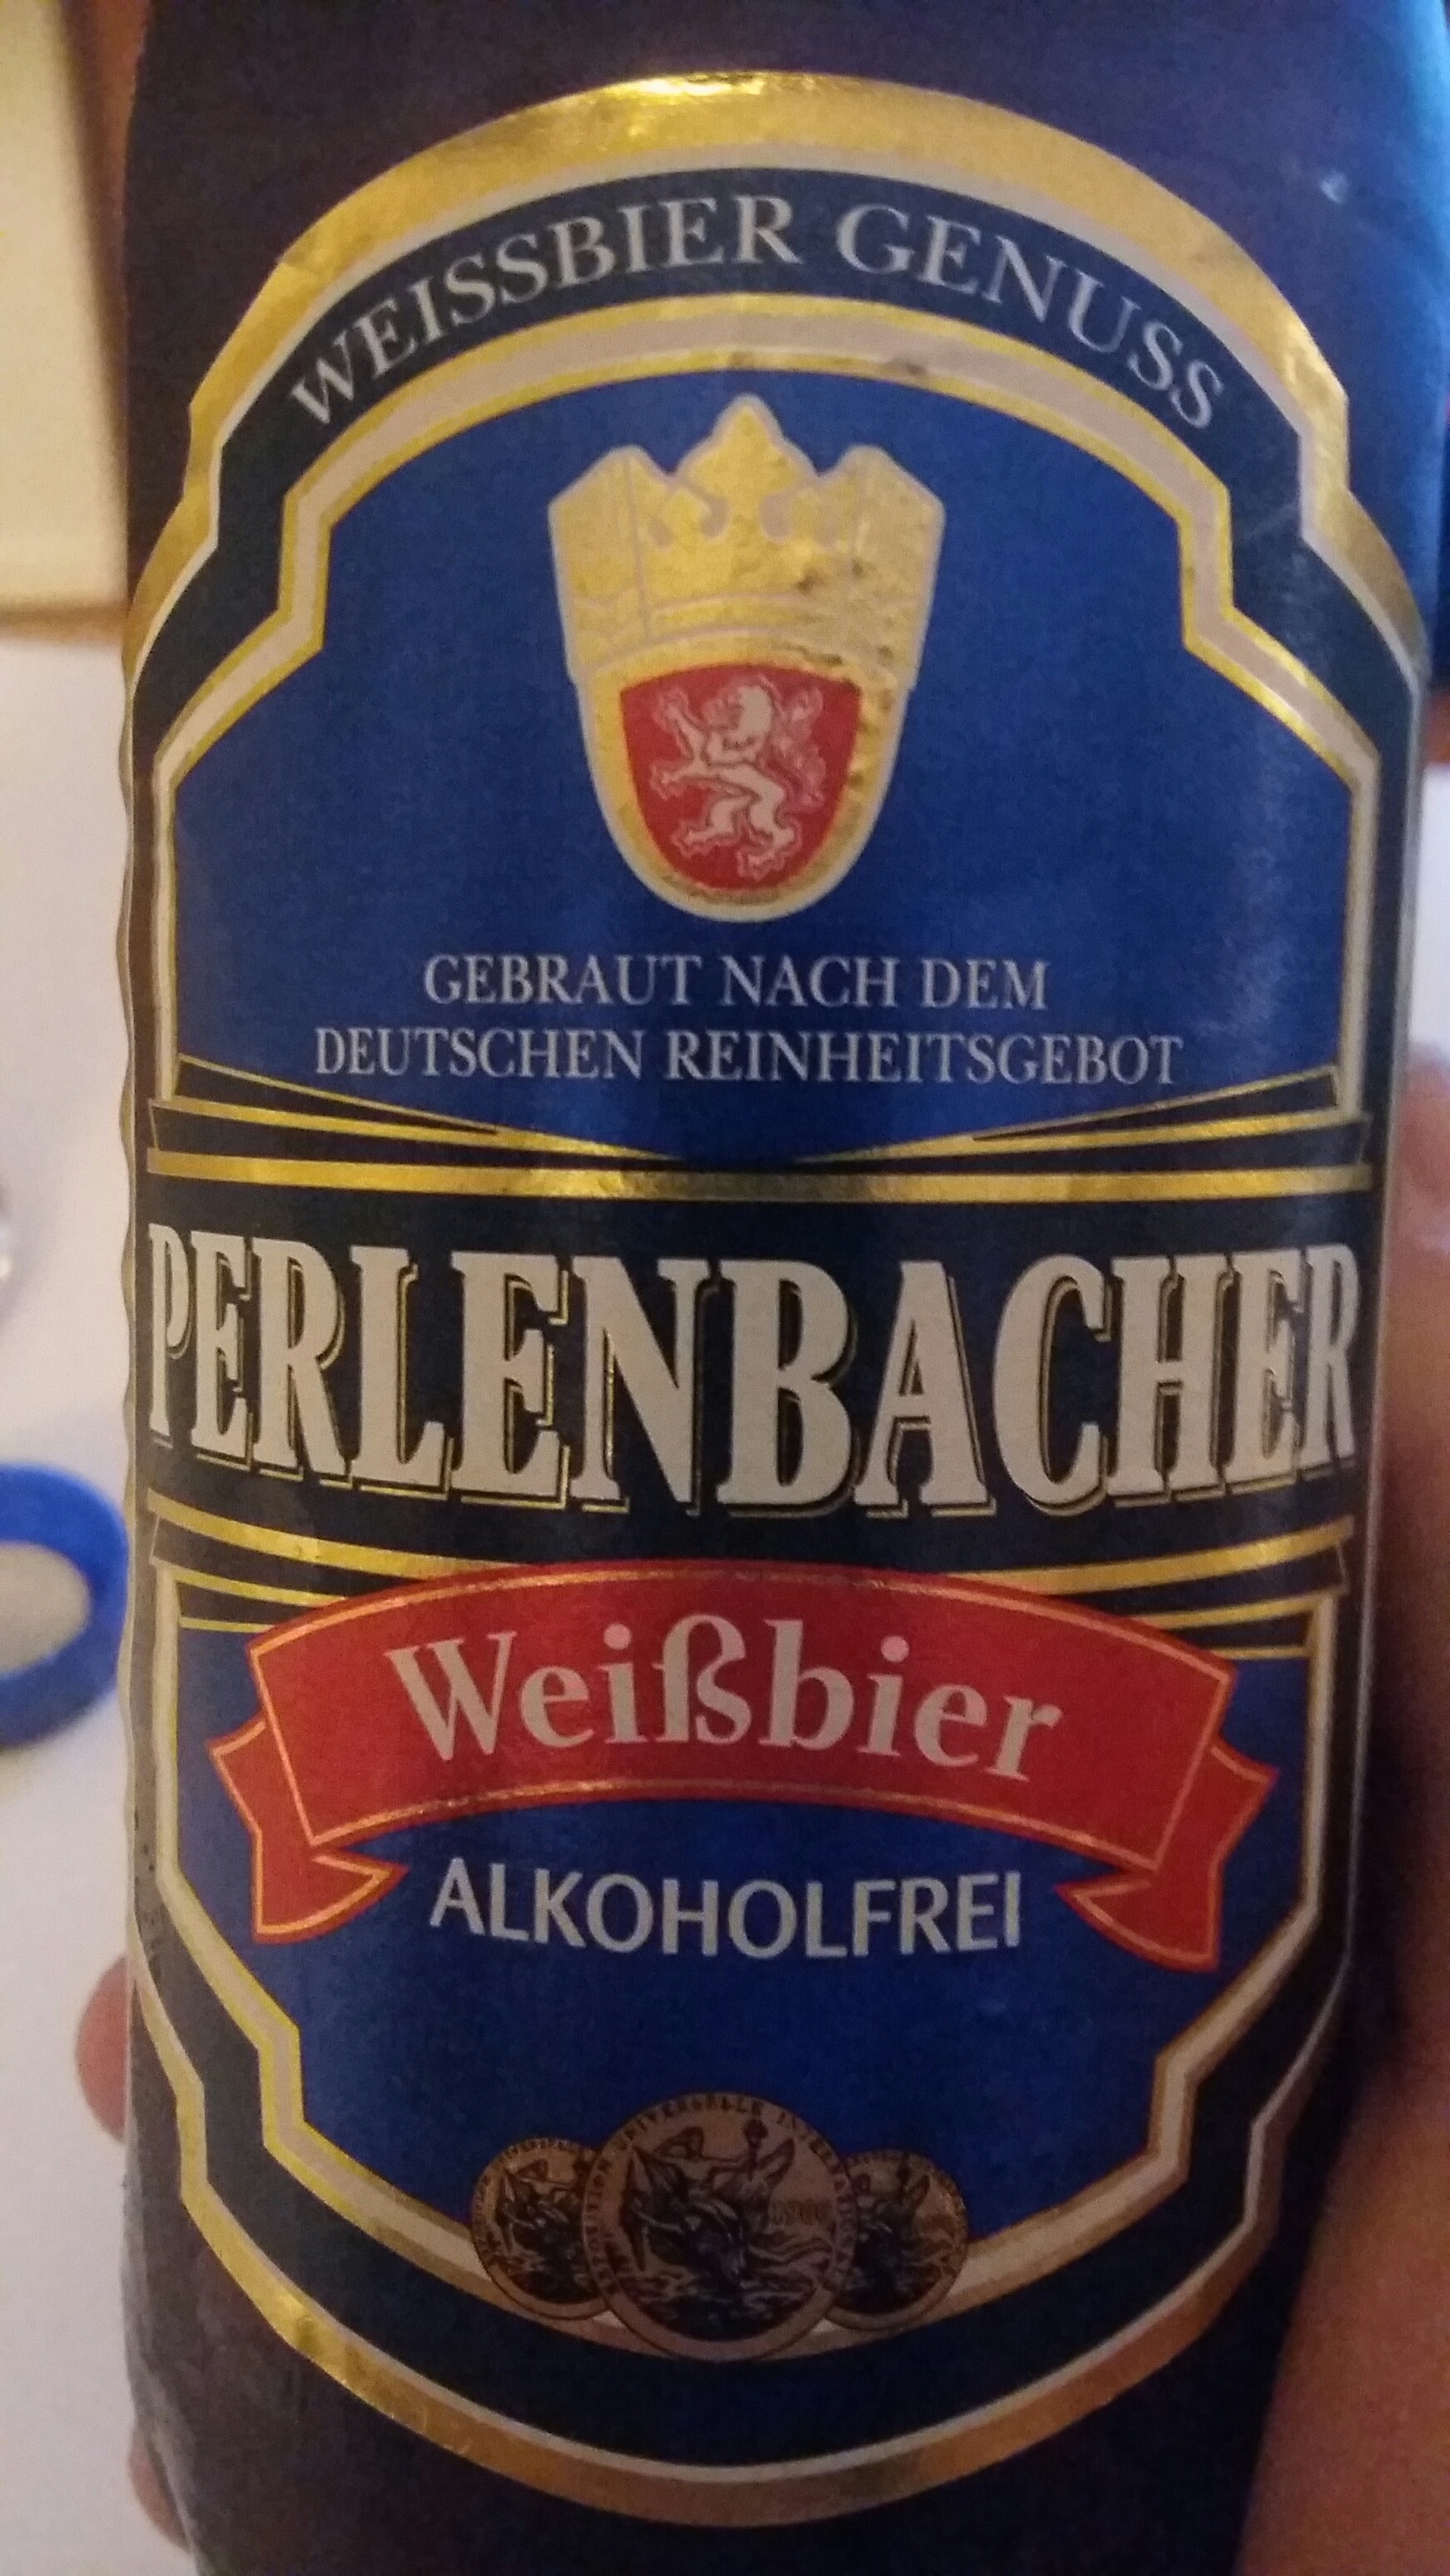 WEISSBIER GENUSS
GEBRAUT NACH DEM
DEUTSCHEN REINHEITSGEBOT
PERLENBACHER
Weißbier
ALKOHOLFREI